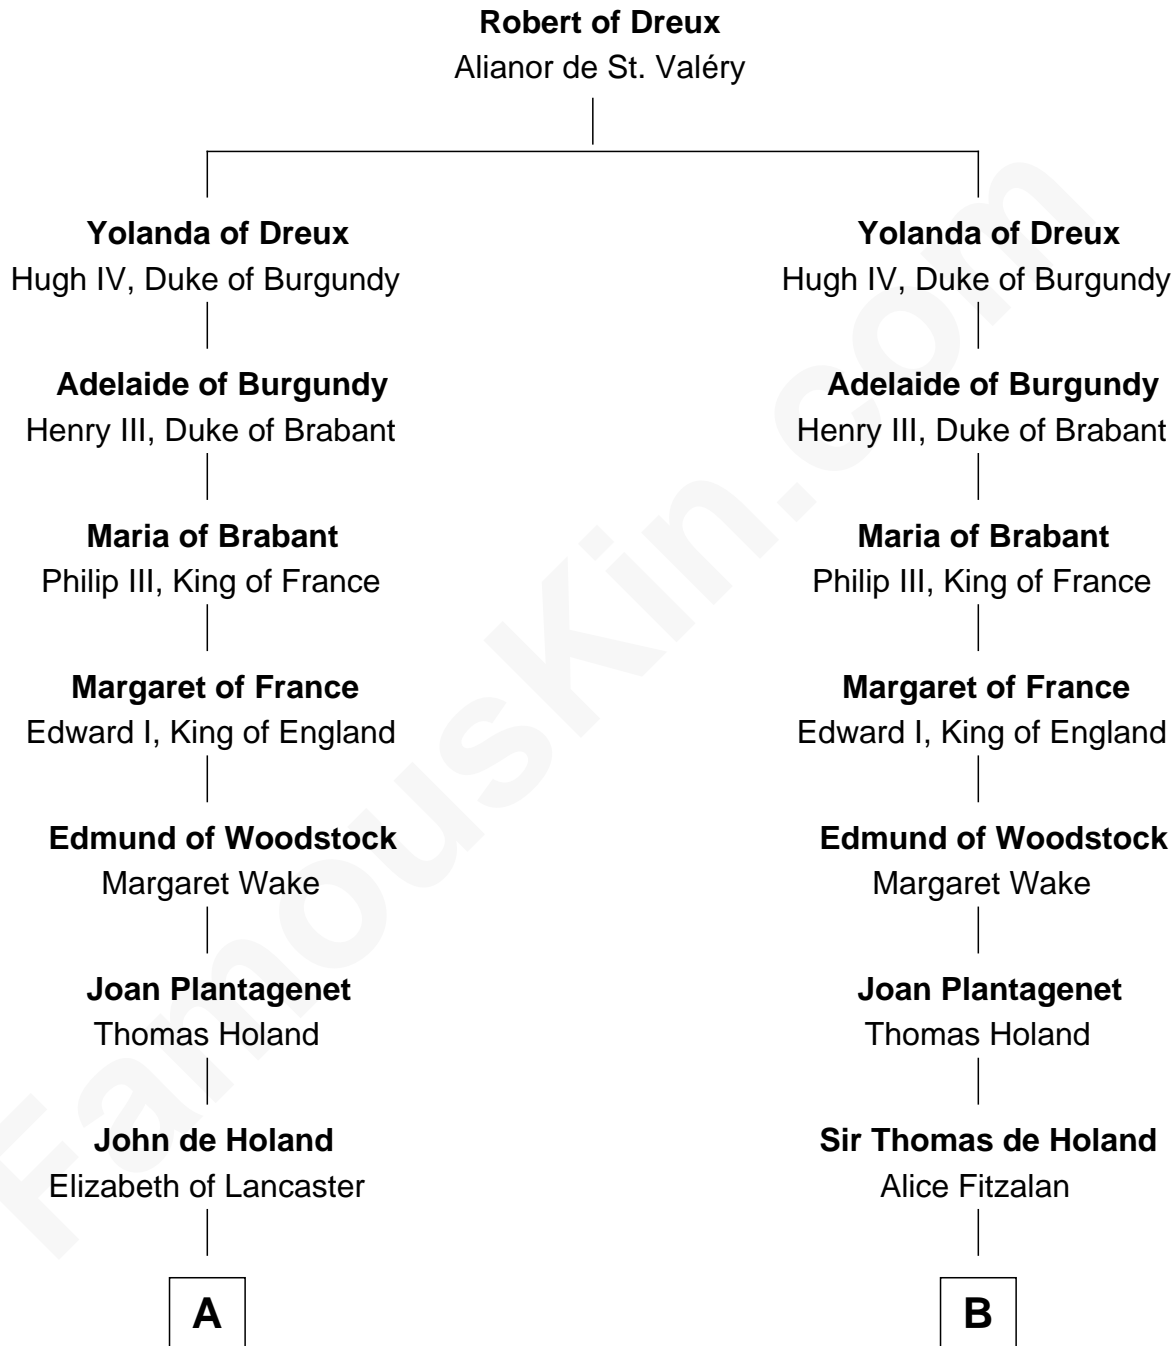 Robert of Dreux
Alianor de St. Valéry
Yolanda of Dreux
Hugh IV, Duke of Burgundy
Adelaide of Burgundy
Henry III, Duke of Brabant
Maria of Brabant
Philip III, King of France
Margaret of France
Edward I, King of England
Edmund of Woodstock
Margaret Wake
Joan Plantagenet
Thomas Holand
John de Holand
Elizabeth of Lancaster
A
Yolanda of Dreux
Hugh IV, Duke of Burgundy
Adelaide of Burgundy
Henry III, Duke of Brabant
Maria of Brabant
Philip III, King of France
Margaret of France
Edward I, King of England
Edmund of Woodstock
Margaret Wake
Joan Plantagenet
Thomas Holand
Sir Thomas de Holand
Alice Fitzalan
B
FamousKin.com